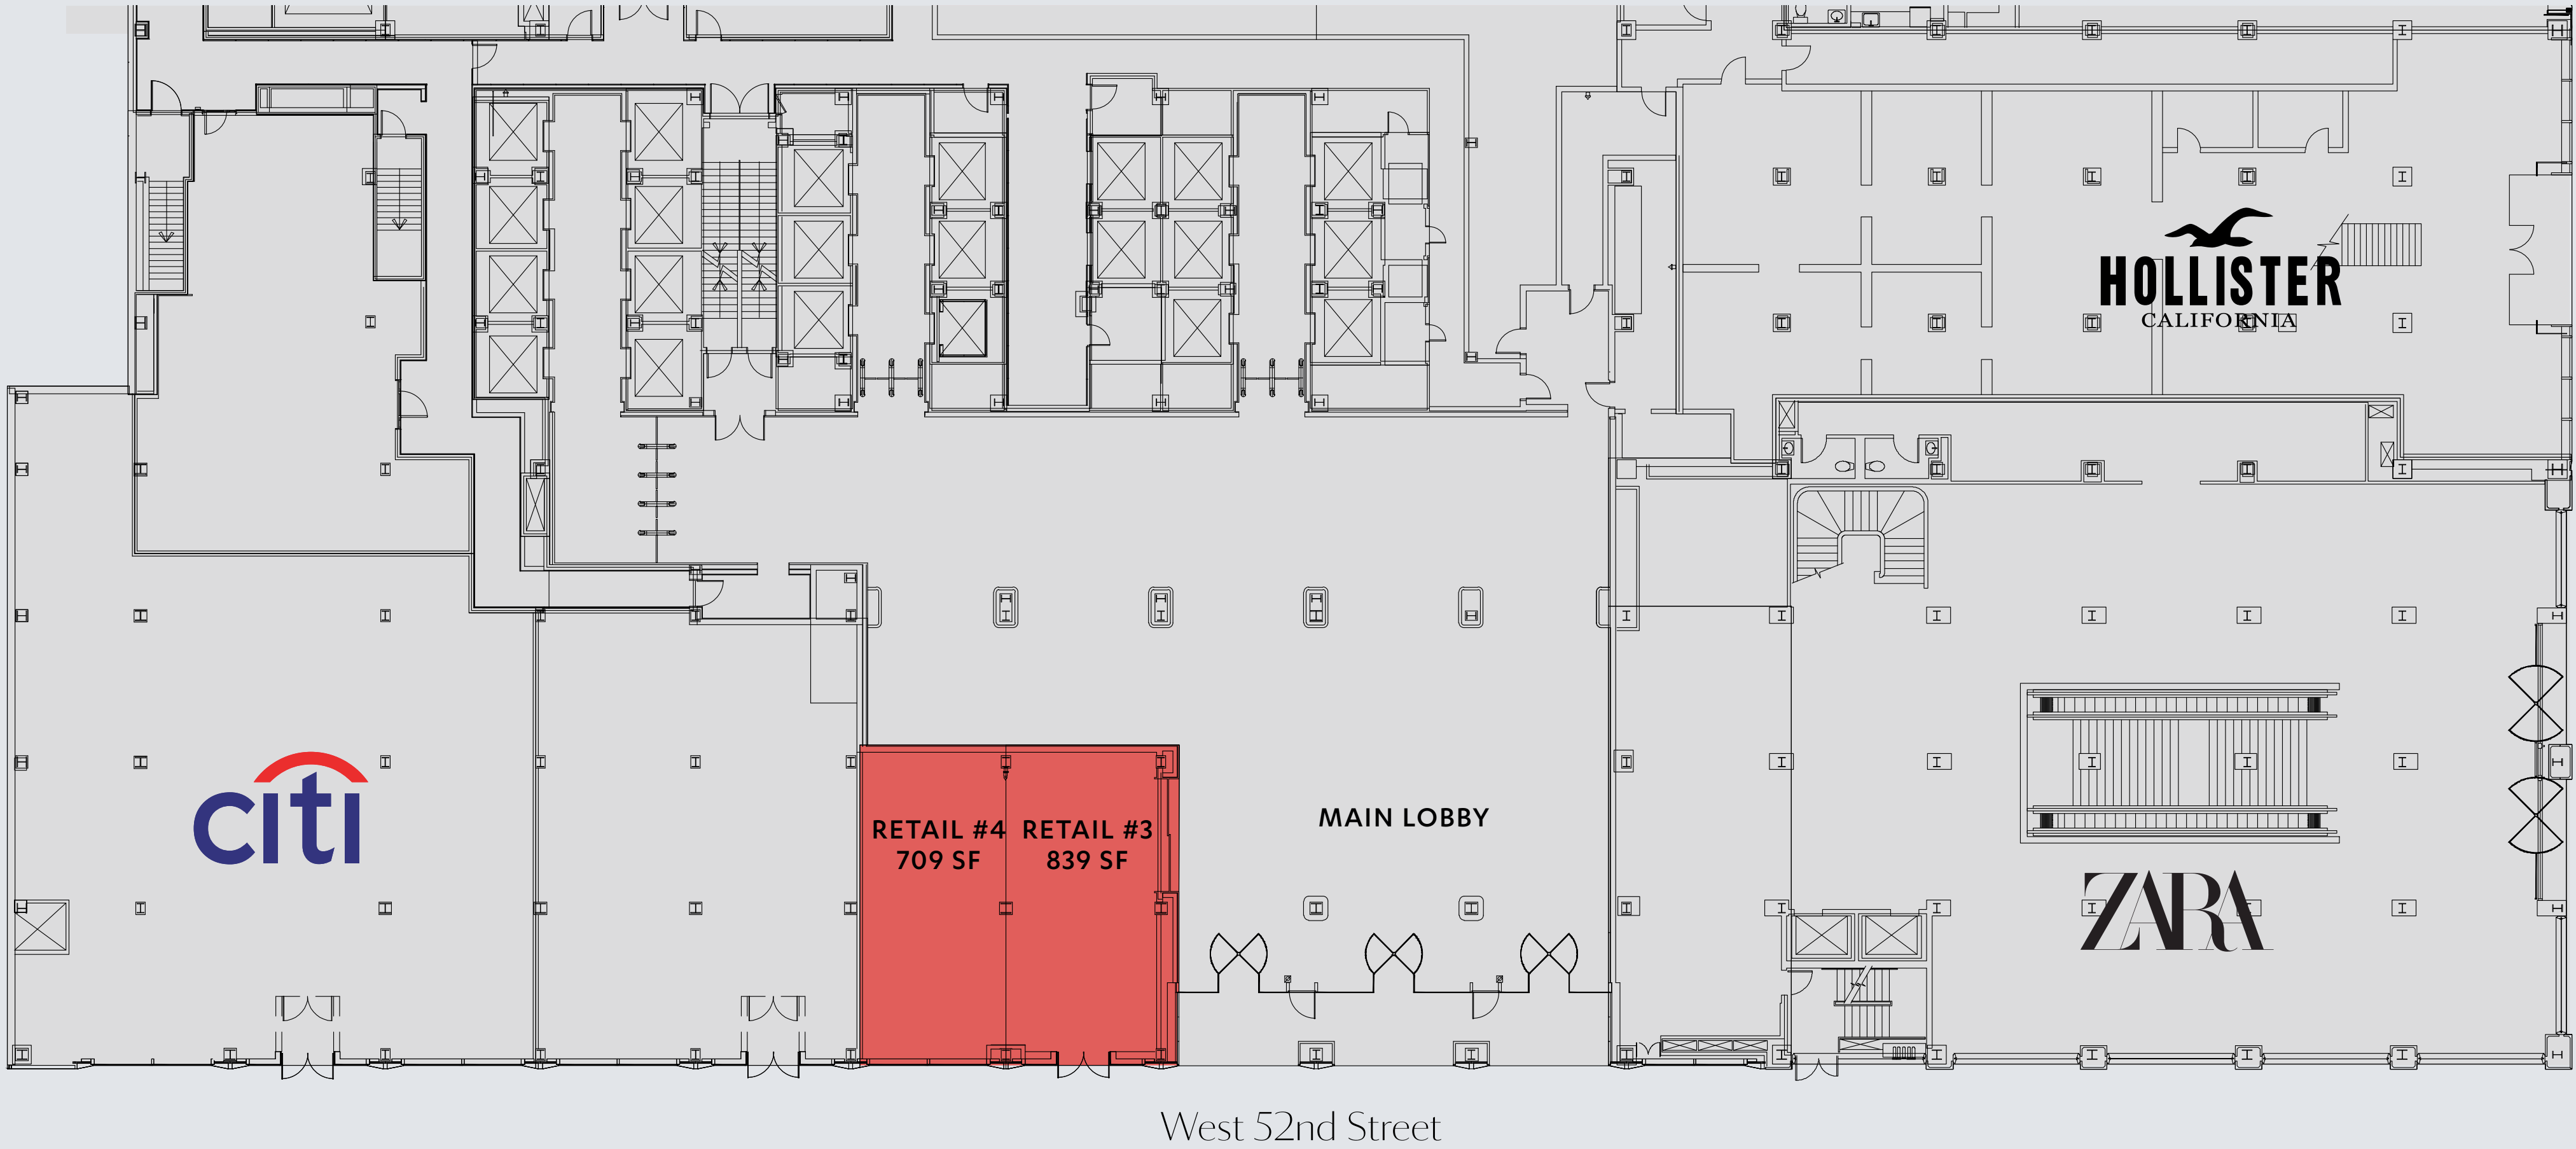 HOLLISTER
CALIFORNIA
citi
RETAIL #4
709 SF
RETAIL #3
839 SF
MAIN LOBBY
ZARA
West 52nd Street